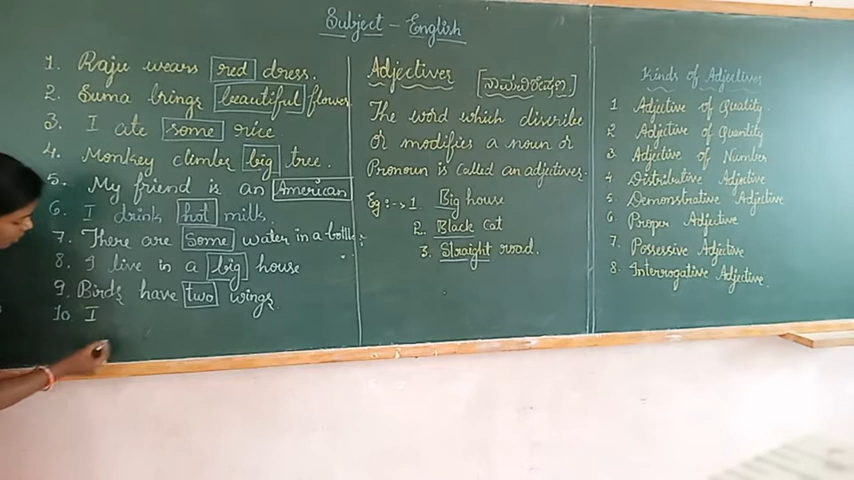 Subject - English
1. Raju wears red dress.
2. Suma brings beautiful flower.
3. I ate some rice.
4. Monkey climbes big tree.
5. My friend is an American
6. I drink hot milk.
7. There are some water in a bottle.
8. I live in a big house
9. Birds have two wings
10. I
Adjectives [ನಾಮವಿಶೇಷಣ]
The word which discribe
Or modifies a noun or
Pronoun is called an adjectives.
Eg:-> 1. Big house
2. Black cat
3. Straight road.
Kinds of Adjectives
1 Adjective of Quality.
2 Adjective of Quantity
3 Adjective of Number
4 Distributive Adjective
5 Demonstrative Adjective
6 Proper Adjective
7. Possessive Adjective
8. Interrogative Adjective.